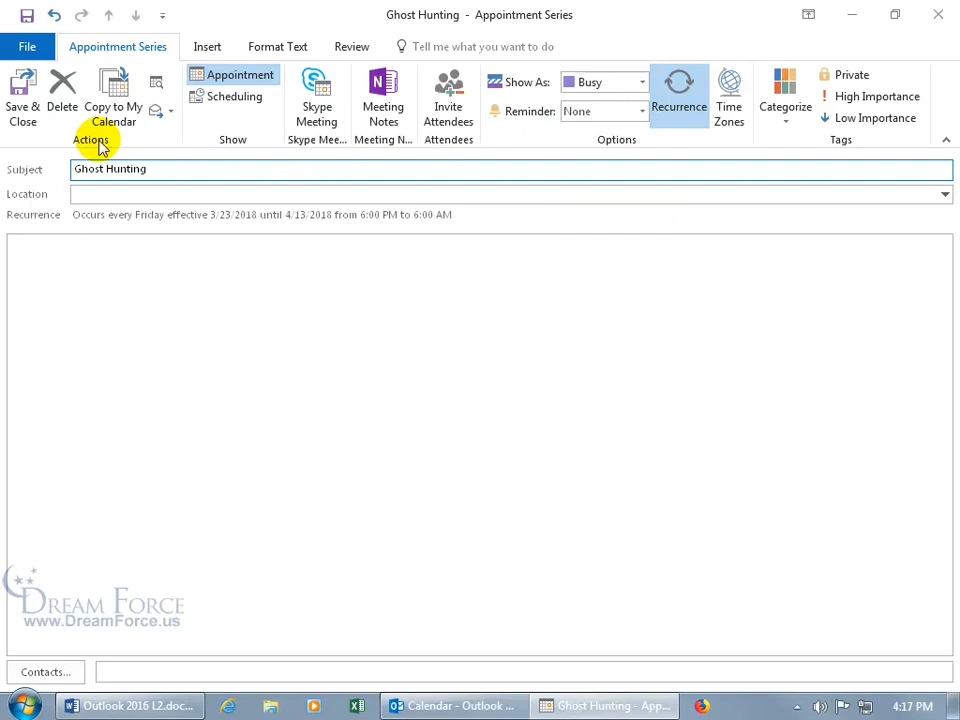 Ghost Hunting - Appointment Series
File
Appointment Series
Insert
Format Text
Review
Tell me what you want to do
Save & Close
Delete
Copy to My Calendar
Actions
Appointment
Scheduling
Show
Skype Meeting
Skype Mee...
Meeting Notes
Meeting N...
Invite Attendees
Attendees
Show As:
Busy
Reminder:
None
Recurrence
Time Zones
Options
Categorize
Private
High Importance
Low Importance
Tags
Subject
Ghost Hunting
Location
Recurrence
Occurs every Friday effective 3/23/2018 until 4/13/2018 from 6:00 PM to 6:00 AM
DREAM FORCE
www.DreamForce.us
Contacts...
Outlook 2016 L2.doc...
Calendar - Outlook ...
Ghost Hunting - App...
4:17 PM